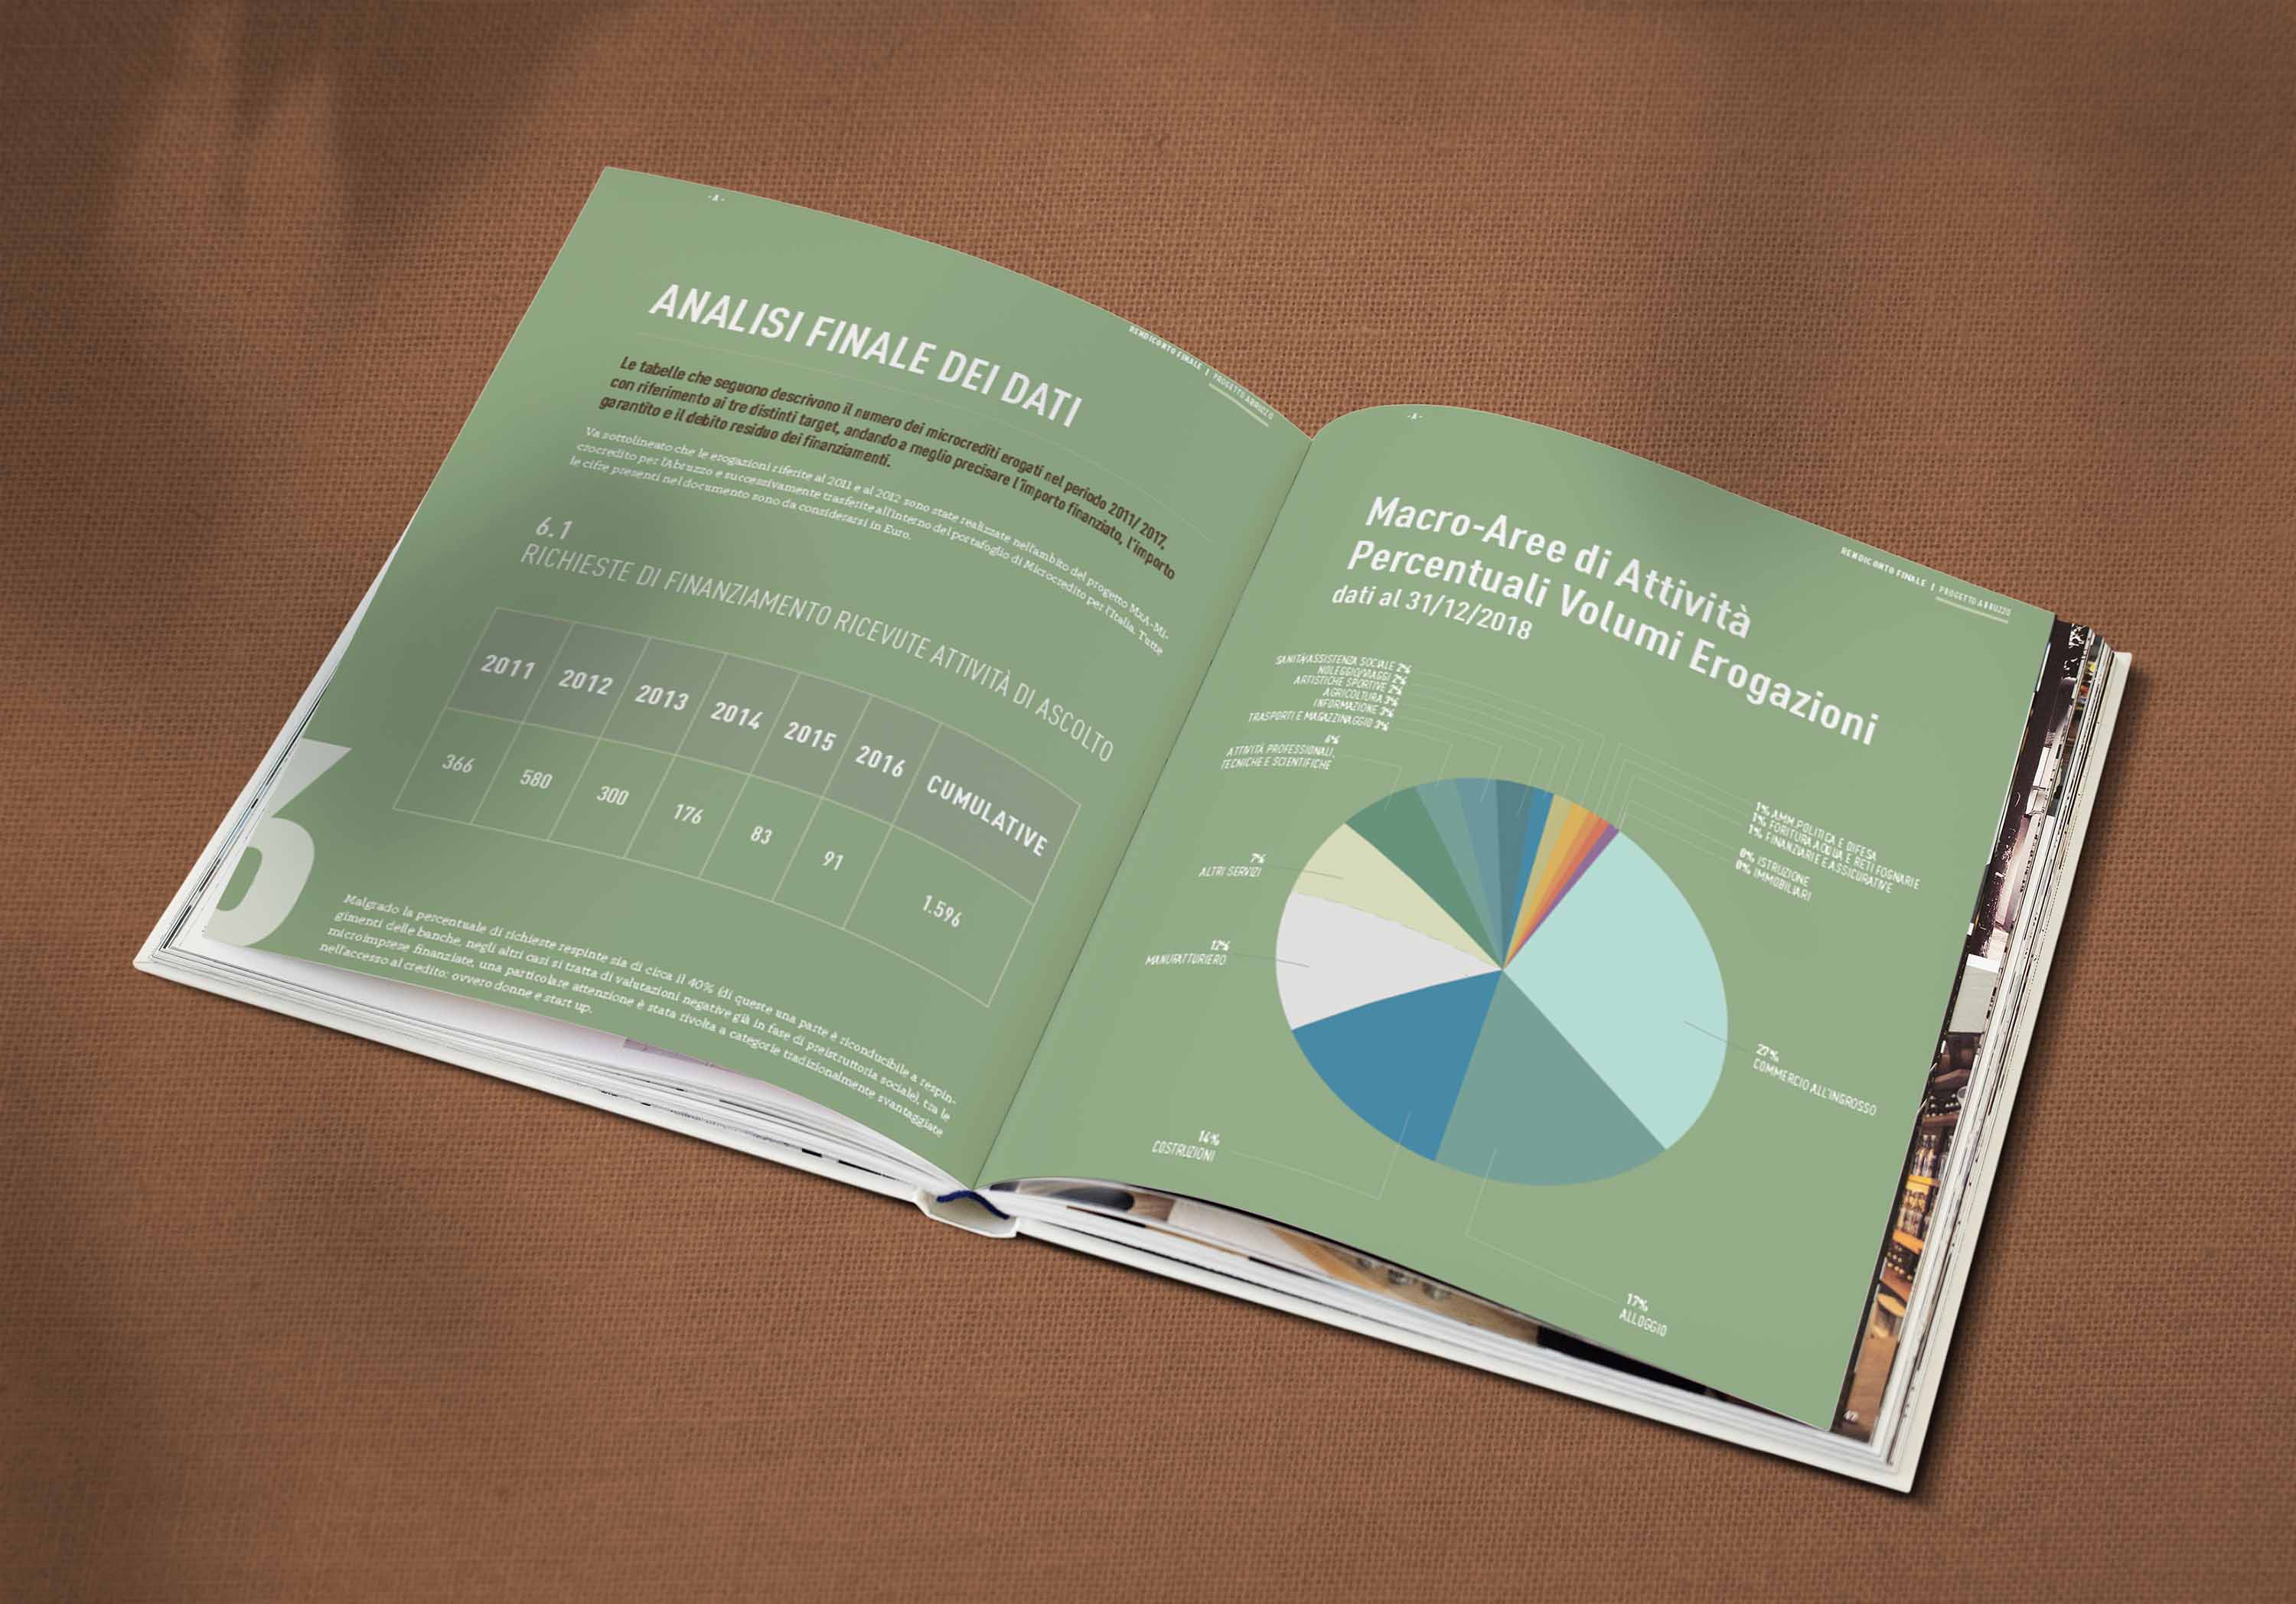 - A -
RENDICONTO FINALE | PROGETTO ABRUZZO
ANALISI FINALE DEI DATI
Le tabelle che seguono descrivono il numero dei microcrediti erogati nel periodo 2011/ 2017,
con riferimento ai tre distinti target, andando a meglio precisare l'importo finanziato, l'importo
garantito e il debito residuo dei finanziamenti.
Va sottolineato che le erogazioni riferite al 2011 e al 2012 sono state realizzate nell'ambito del progetto MxA-Mi-
crocredito per l'Abruzzo e successivamente trasferite all'interno del portafoglio di Microcredito per l'Italia. Tutte
le cifre presenti nel documento sono da considerarsi in Euro.
6.1
RICHIESTE DI FINANZIAMENTO RICEVUTE ATTIVITÀ DI ASCOLTO
2011 2012 2013 2014 2015 2016 CUMULATIVE
366 580 300 176 83 91 1.596
6
Malgrado la percentuale di richieste respinte sia di circa il 40% (di queste una parte è riconducibile a respin-
gimenti delle banche, negli altri casi si tratta di valutazioni negative già in fase di preistruttoria sociale), tra le
microimprese finanziate, una particolare attenzione è stata rivolta a categorie tradizionalmente svantaggiate
nell'accesso al credito: ovvero donne e start up.
- A -
RENDICONTO FINALE | PROGETTO ABRUZZO
Macro-Aree di Attività
Percentuali Volumi Erogazioni
dati al 31/12/2018
SANITÀ/ASSISTENZA SOCIALE 2%
NOLEGGIO/VIAGGI 2%
ARTISTICHE SPORTIVE 2%
AGRICOLTURA 3%
INFORMAZIONE 3%
TRASPORTI E MAGAZZINAGGIO 3%
6%
ATTIVITÀ PROFESSIONALI,
TECNICHE E SCIENTIFICHE
7%
ALTRI SERVIZI
12%
MANUFATTURIERO
14%
COSTRUZIONI
1% AMM.POLITICA E DIFESA
1% FORITURA ACQUA E RETI FOGNARIE
1% FINANZIARIE E ASSICURATIVE
0% ISTRUZIONE
0% IMMOBILIARI
27%
COMMERCIO ALL'INGROSSO
17%
ALLOGGIO